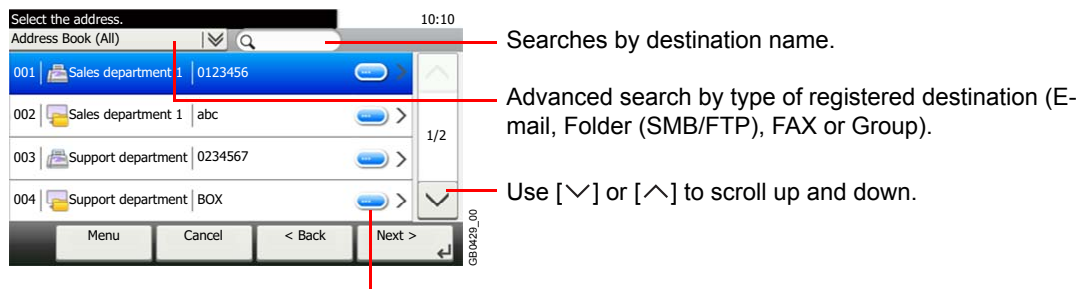 Select the address.
10:10
Address Book (All)
Searches by destination name.
001 Sales department 1 0123456
Advanced search by type of registered destination (E-
mail, Folder (SMB/FTP), FAX or Group).
002 Sales department 1 abc
1/2
003 Support department 0234567
Use [∨] or [∧] to scroll up and down.
004 Support department BOX
Menu Cancel < Back Next >
GB0429_00